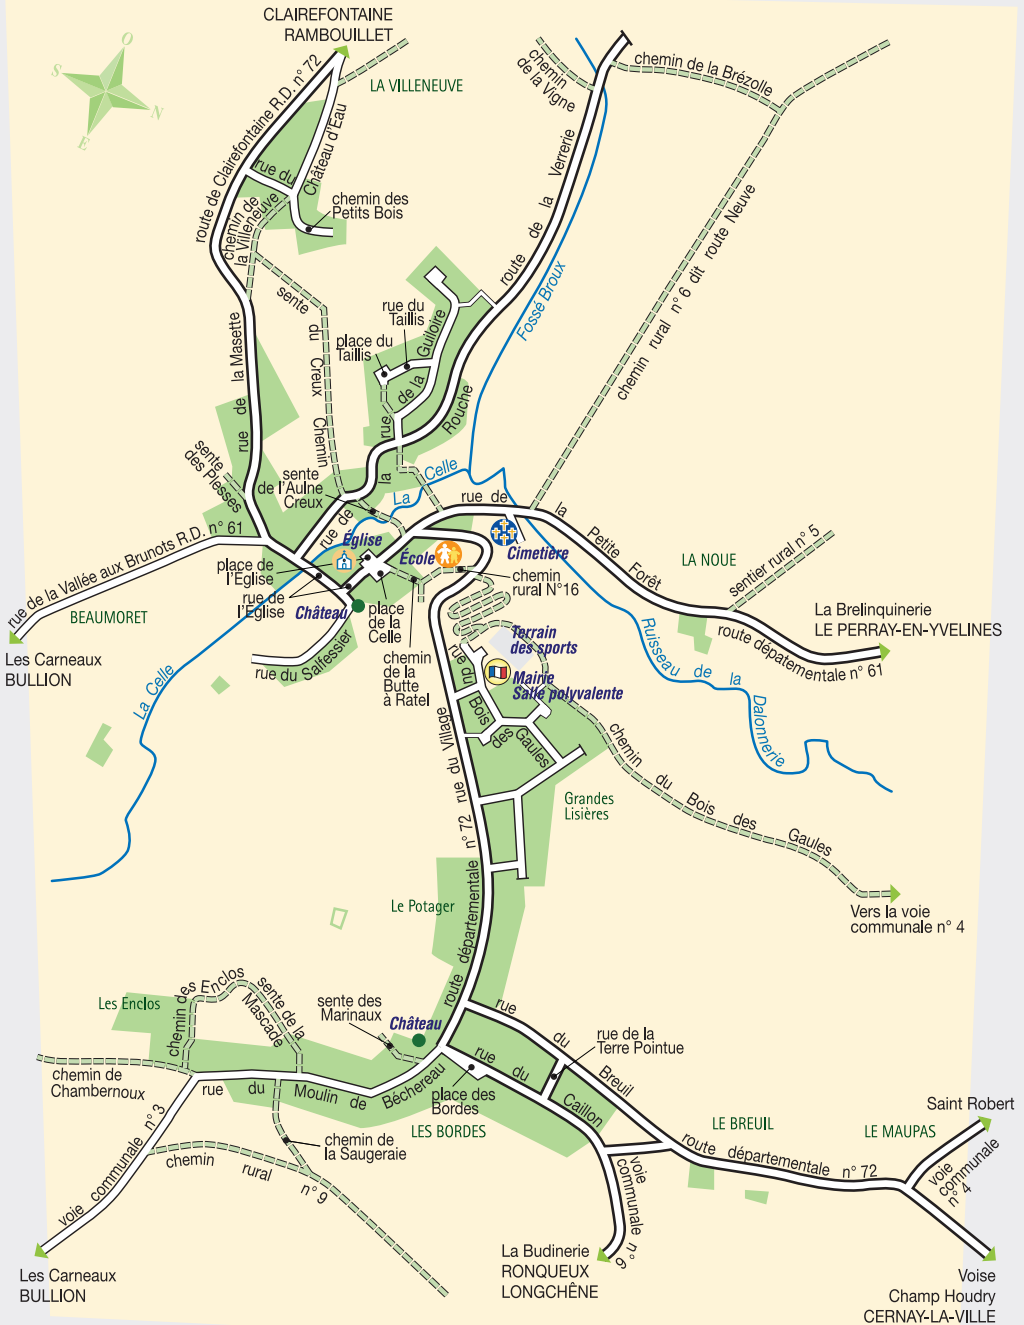 CLAIREFONTAINE
RAMBOUILLET
O
S
N
E
LA VILLENEUVE
route de Clairefontaine R.D. n° 72
rue du
Château d'Eau
chemin de
la Villeneuve
chemin des
Petits Bois
chemin
de la Vigne
chemin de la Brézolle
route de la Verrerie
Fossé Broux
chemin rural n° 6 dit route Neuve
sente du Creux Chemin
rue de la Masette
rue du
Taillis
place du
Taillis
rue de la Guiloire
rue de la Rouche
sente
des Plesses
sente
de l'Aulne
Creux
La Celle
rue de la Petite Forêt
rue de la Vallée aux Brunots R.D. n° 61
BEAUMORET
Les Carneaux
BULLION
Église
École
Cimetière
place de
l'Eglise
rue de
l'Eglise
Château
place
de la
Celle
rue du Salfessier
chemin
de la
Butte
à Ratel
chemin
rural N°16
LA NOUE
sentier rural n° 5
La Brelinquinerie
LE PERRAY-EN-YVELINES
route dépatementale n° 61
Ruisseau de la Dalonnerie
La Celle
Terrain
des sports
Mairie
Salle polyvalente
rue du Bois des Gaules
chemin du Bois des Gaules
Grandes
Lisières
Vers la voie
communale n° 4
route départementale n° 72 rue du Village
Le Potager
Les Enclos
chemin des Enclos
sente de la
Mascade
sente des
Marinaux
Château
chemin de
Chambernoux
rue du Moulin de Béchereau
rue du Breuil
rue de la
Terre Pointue
rue du Caillon
place des
Bordes
LES BORDES
voie communale n° 3
chemin rural n° 9
chemin de
la Saugeraie
LE BREUIL
LE MAUPAS
Saint Robert
voie
communale
n° 4
route départementale n° 72
voie
communale n° 6
Les Carneaux
BULLION
La Budinerie
RONQUEUX
LONGCHÊNE
Voise
Champ Houdry
CERNAY-LA-VILLE